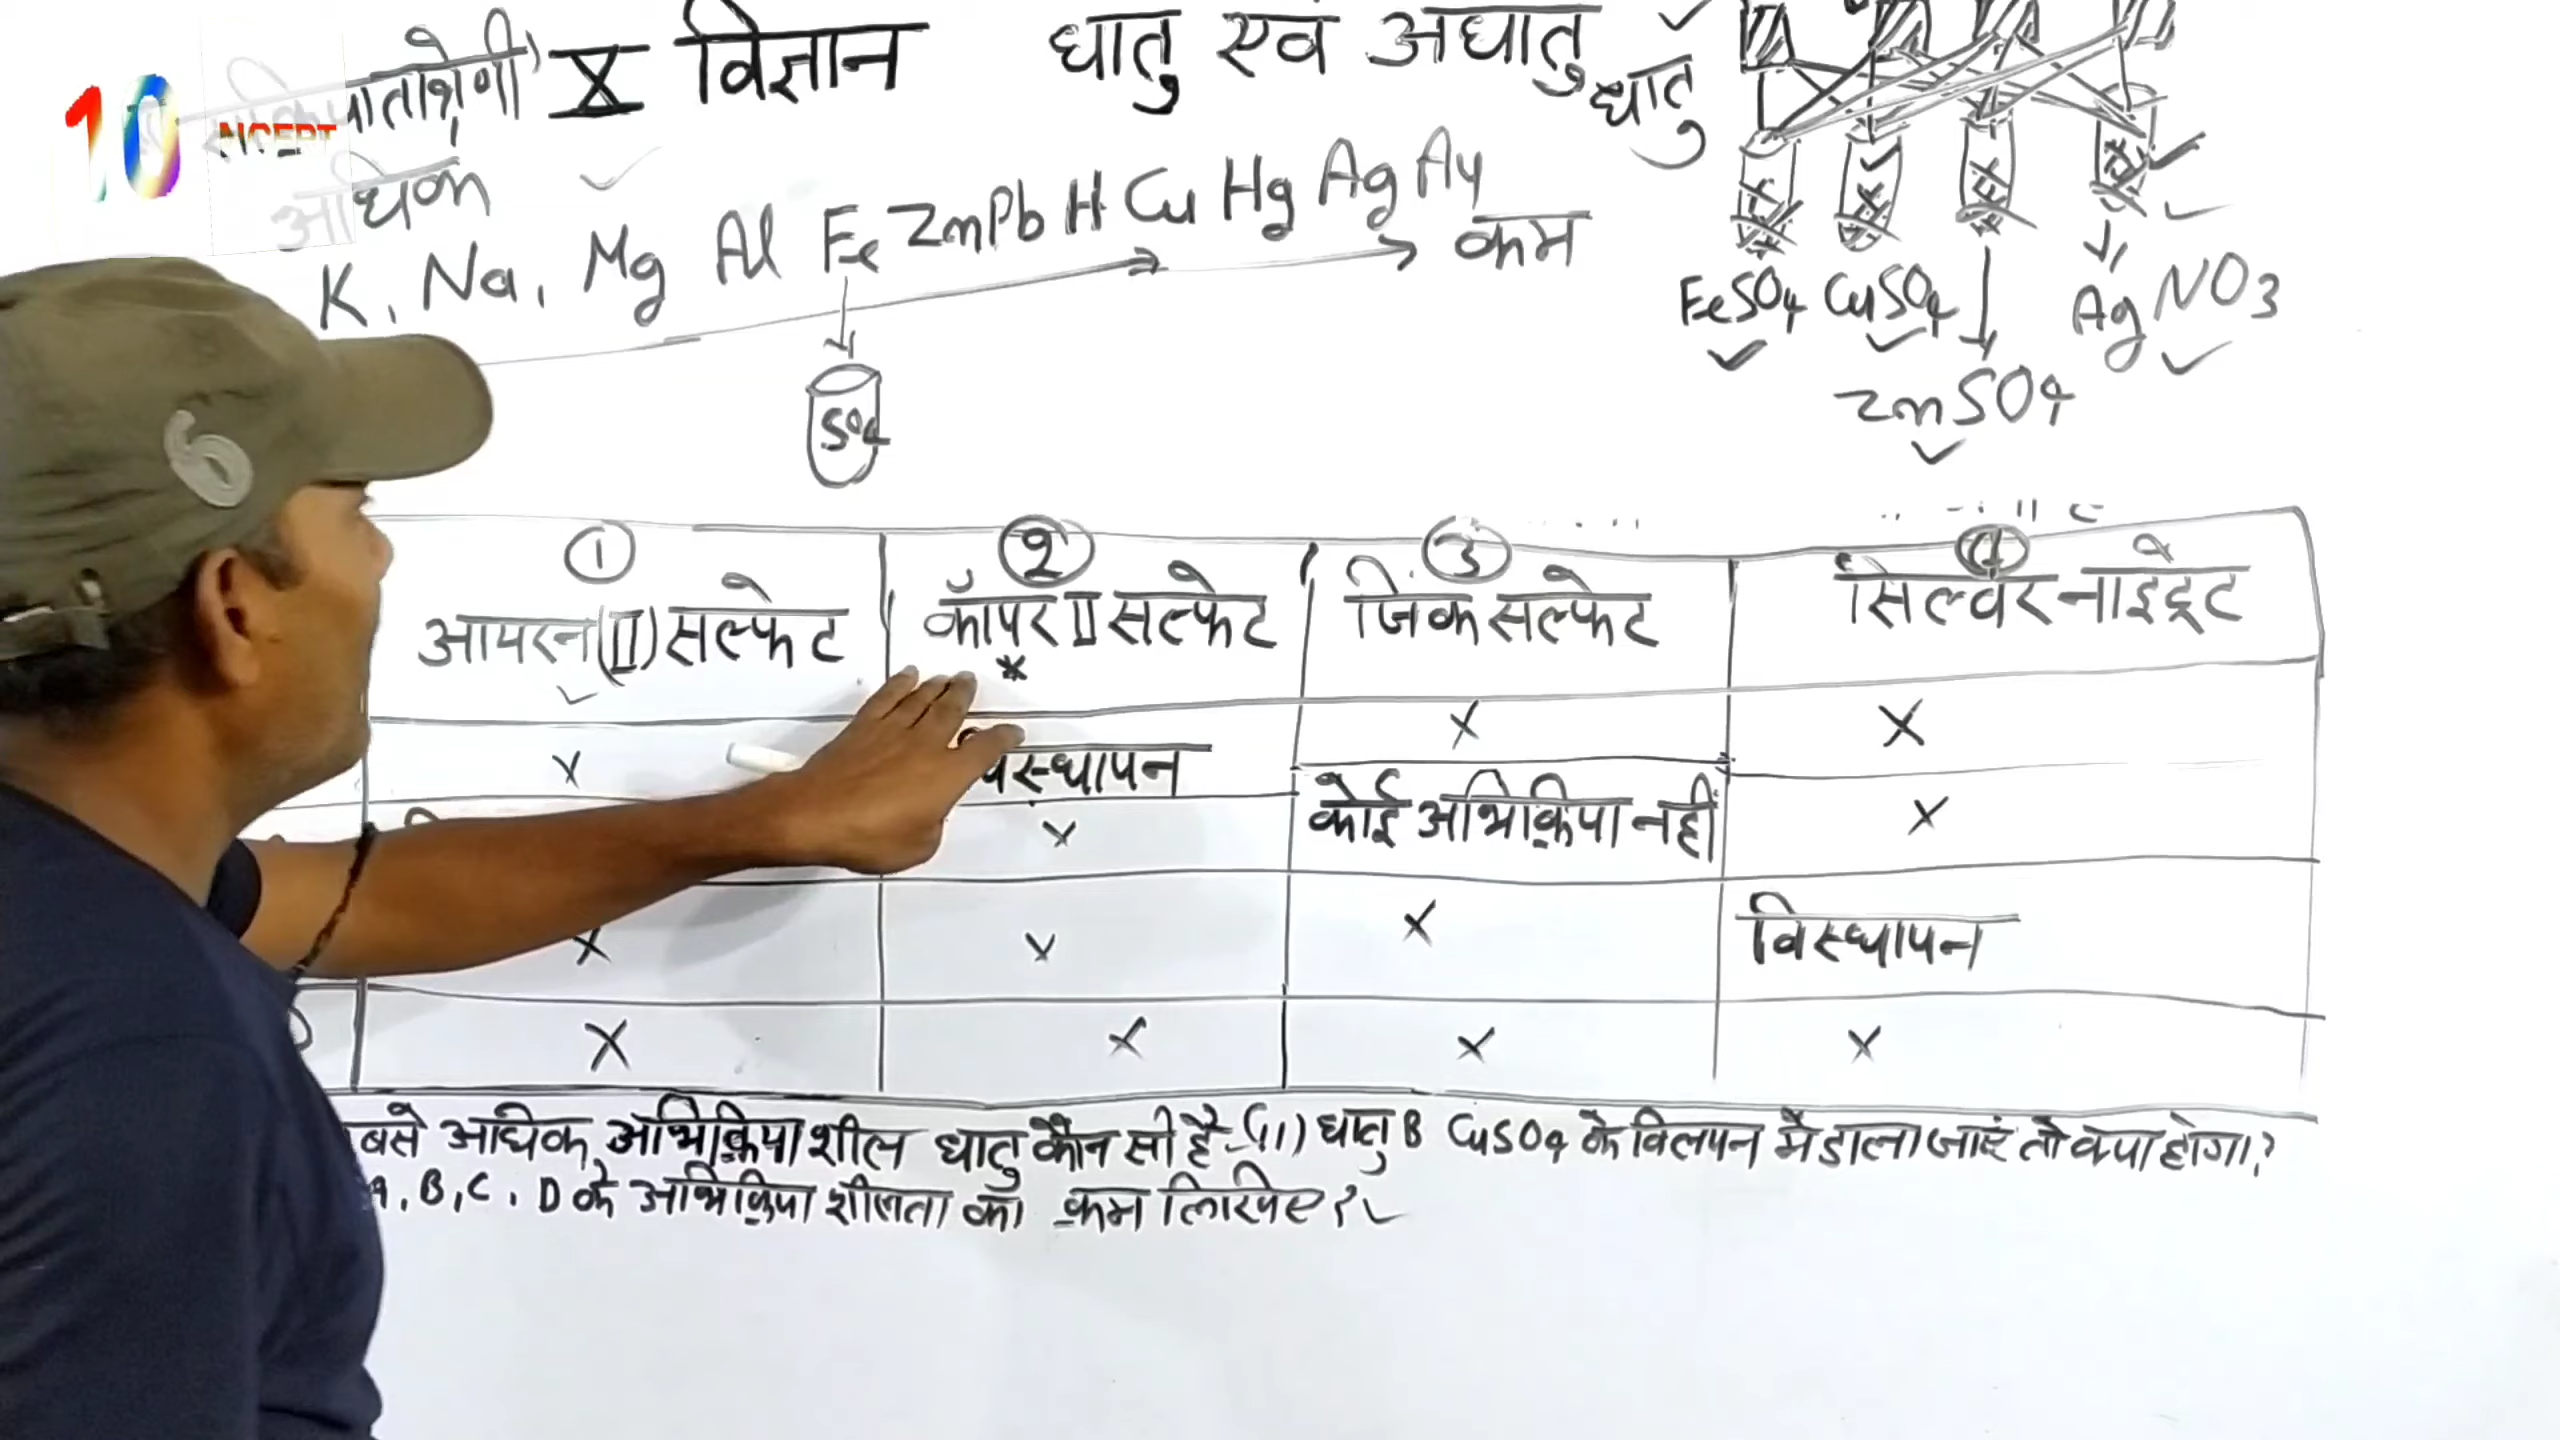 X विज्ञान धातु एवं अधातु
10 NCERT
अधिक
धातु
K, Na, Mg Al Fe Zn Pb H Cu Hg Ag Au
कम
SO4
FeSO4 CuSO4 AgNO3
ZnSO4
① ② ③ ④
आयरन(II)सल्फेट कॉपर II सल्फेट जिंक सल्फेट सिल्वर नाइट्रेट
*
X X X
वस्थापन
कोई अभिक्रिया नहीं
X X
X X X
विस्थापन
X X X X
बसे अधिक अभिक्रियाशील धातु कौन सी है (11) धातु B CuSO4 के विलयन में डाला जाए तो क्या होगा?
A, B, C, D के अभिक्रियाशीलता का क्रम लिखिए?